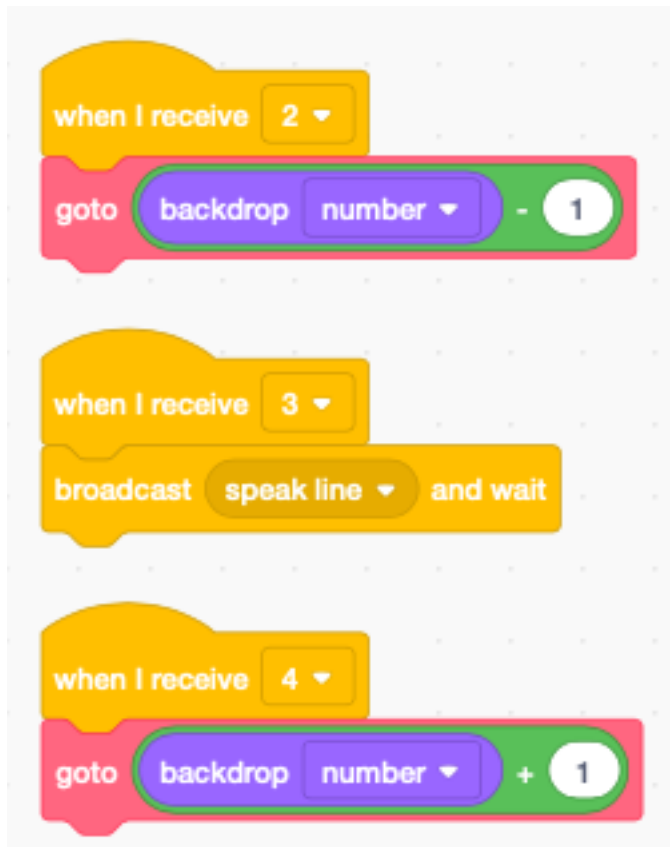 when I receive 2
goto backdrop number - 1
when I receive 3
broadcast speak line and wait
when I receive 4
goto backdrop number + 1